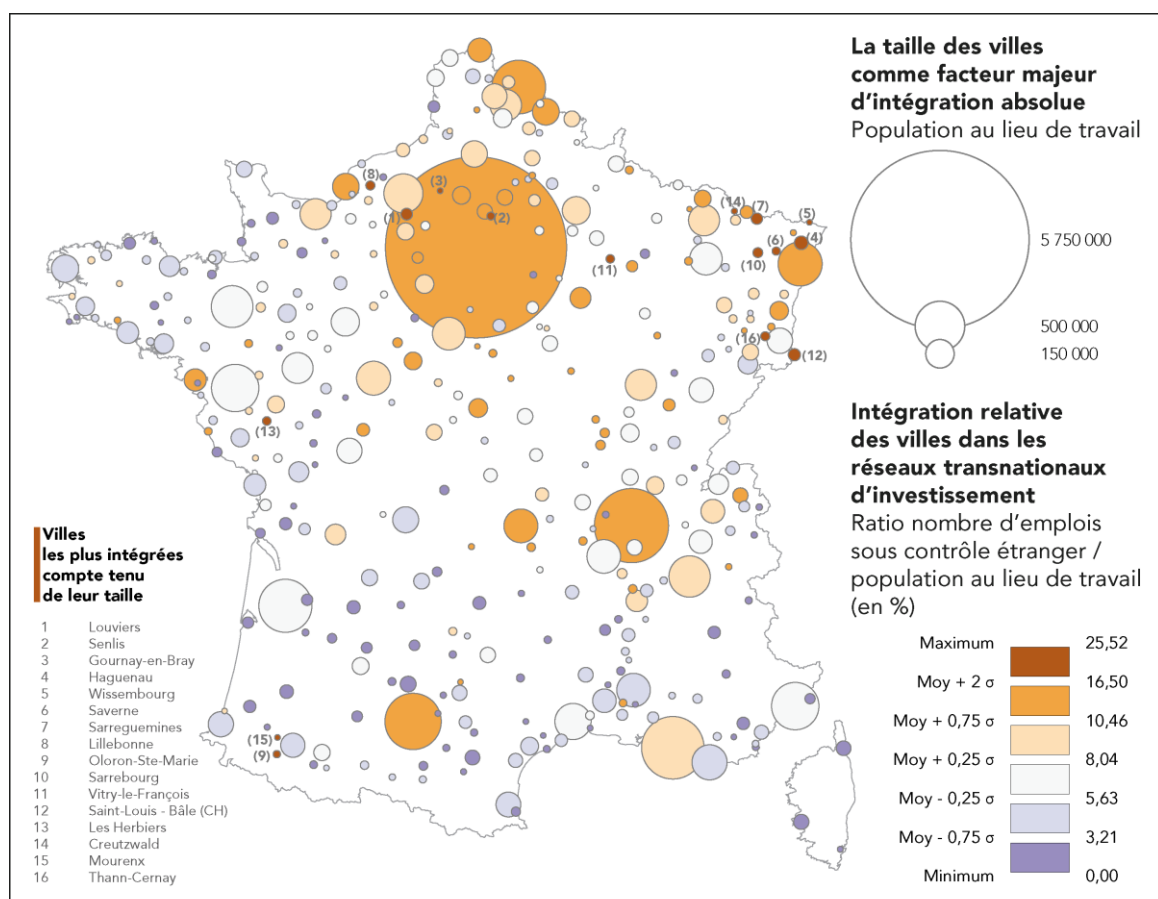 La taille des villes
comme facteur majeur
d'intégration absolue
Population au lieu de travail
5 750 000
500 000
150 000
Intégration relative
des villes dans les
réseaux transnationaux
d'investissement
Ratio nombre d'emplois
sous contrôle étranger /
population au lieu de travail
(en %)
Maximum 25,52
Moy + 2 σ 16,50
Moy + 0,75 σ 10,46
Moy + 0,25 σ 8,04
Moy - 0,25 σ 5,63
Moy - 0,75 σ 3,21
Minimum 0,00
Villes
les plus intégrées
compte tenu
de leur taille
1 Louviers
2 Senlis
3 Gournay-en-Bray
4 Haguenau
5 Wissembourg
6 Saverne
7 Sarreguemines
8 Lillebonne
9 Oloron-Ste-Marie
10 Sarrebourg
11 Vitry-le-François
12 Saint-Louis - Bâle (CH)
13 Les Herbiers
14 Creutzwald
15 Mourenx
16 Thann-Cernay
(8)
(3)
(1)
(2)
(14)
(7)
(5)
(4)
(6)
(10)
(11)
(16)
(12)
(13)
(15)
(9)